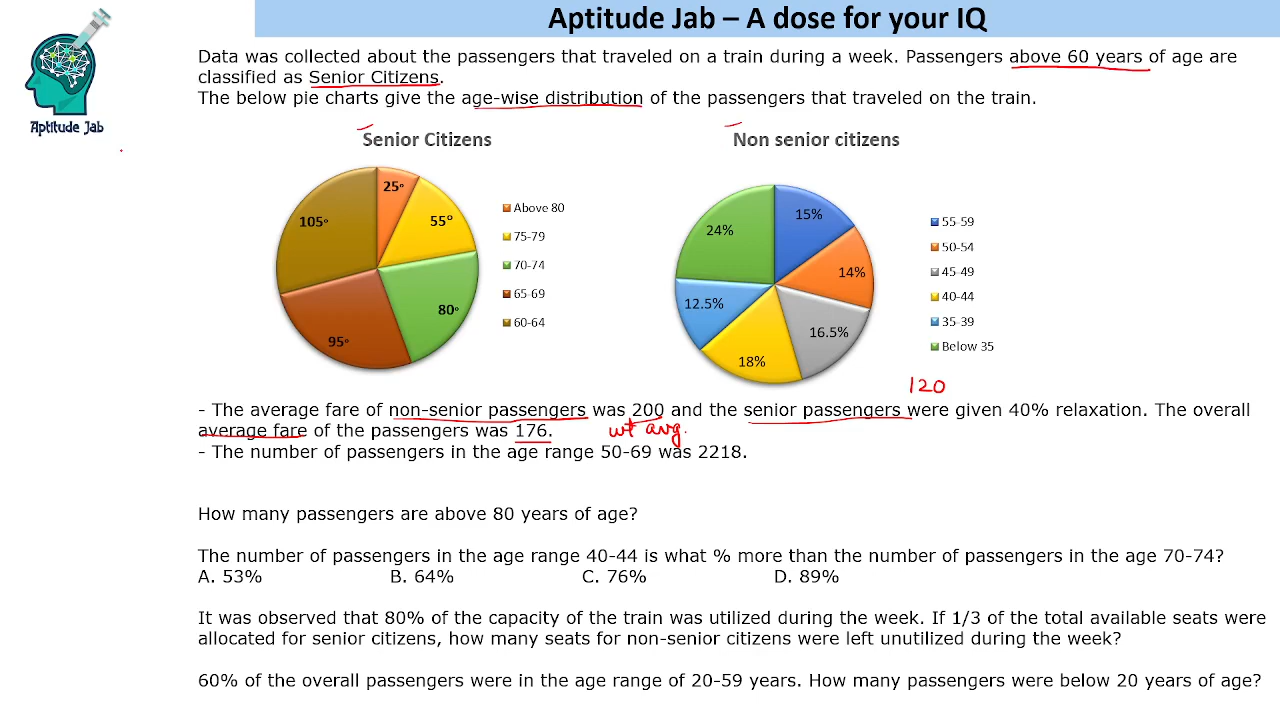 Aptitude Jab – A dose for your IQ
Aptitude Jab
Data was collected about the passengers that traveled on a train during a week. Passengers above 60 years of age are
classified as Senior Citizens.
The below pie charts give the age-wise distribution of the passengers that traveled on the train.
Senior Citizens
25°
55°
80°
95°
105°
Above 80
75-79
70-74
65-69
60-64
Non senior citizens
15%
14%
16.5%
18%
12.5%
24%
55-59
50-54
45-49
40-44
35-39
Below 35
120
- The average fare of non-senior passengers was 200 and the senior passengers were given 40% relaxation. The overall
average fare of the passengers was 176.
wt avg.
- The number of passengers in the age range 50-69 was 2218.
How many passengers are above 80 years of age?
The number of passengers in the age range 40-44 is what % more than the number of passengers in the age 70-74?
A. 53% B. 64% C. 76% D. 89%
It was observed that 80% of the capacity of the train was utilized during the week. If 1/3 of the total available seats were
allocated for senior citizens, how many seats for non-senior citizens were left unutilized during the week?
60% of the overall passengers were in the age range of 20-59 years. How many passengers were below 20 years of age?